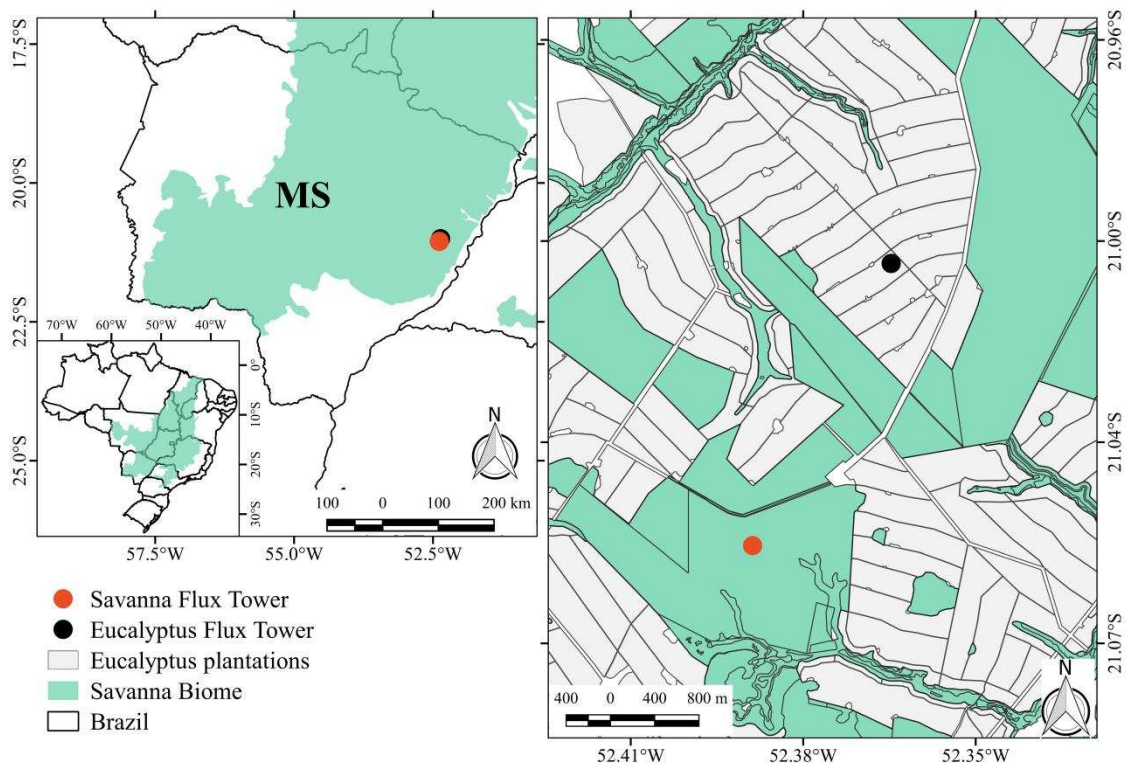 17.5°S
20.0°S
22.5°S
25.0°S
MS
N
100 0 100 200 km
57.5°W 55.0°W 52.5°W
70°W 60°W 50°W 40°W
0°
10°S
20°S
30°S
Savanna Flux Tower
Eucalyptus Flux Tower
Eucalyptus plantations
Savanna Biome
Brazil
20.96°S
21.00°S
21.04°S
21.07°S
400 0 400 800 m
N
52.41°W 52.38°W 52.35°W